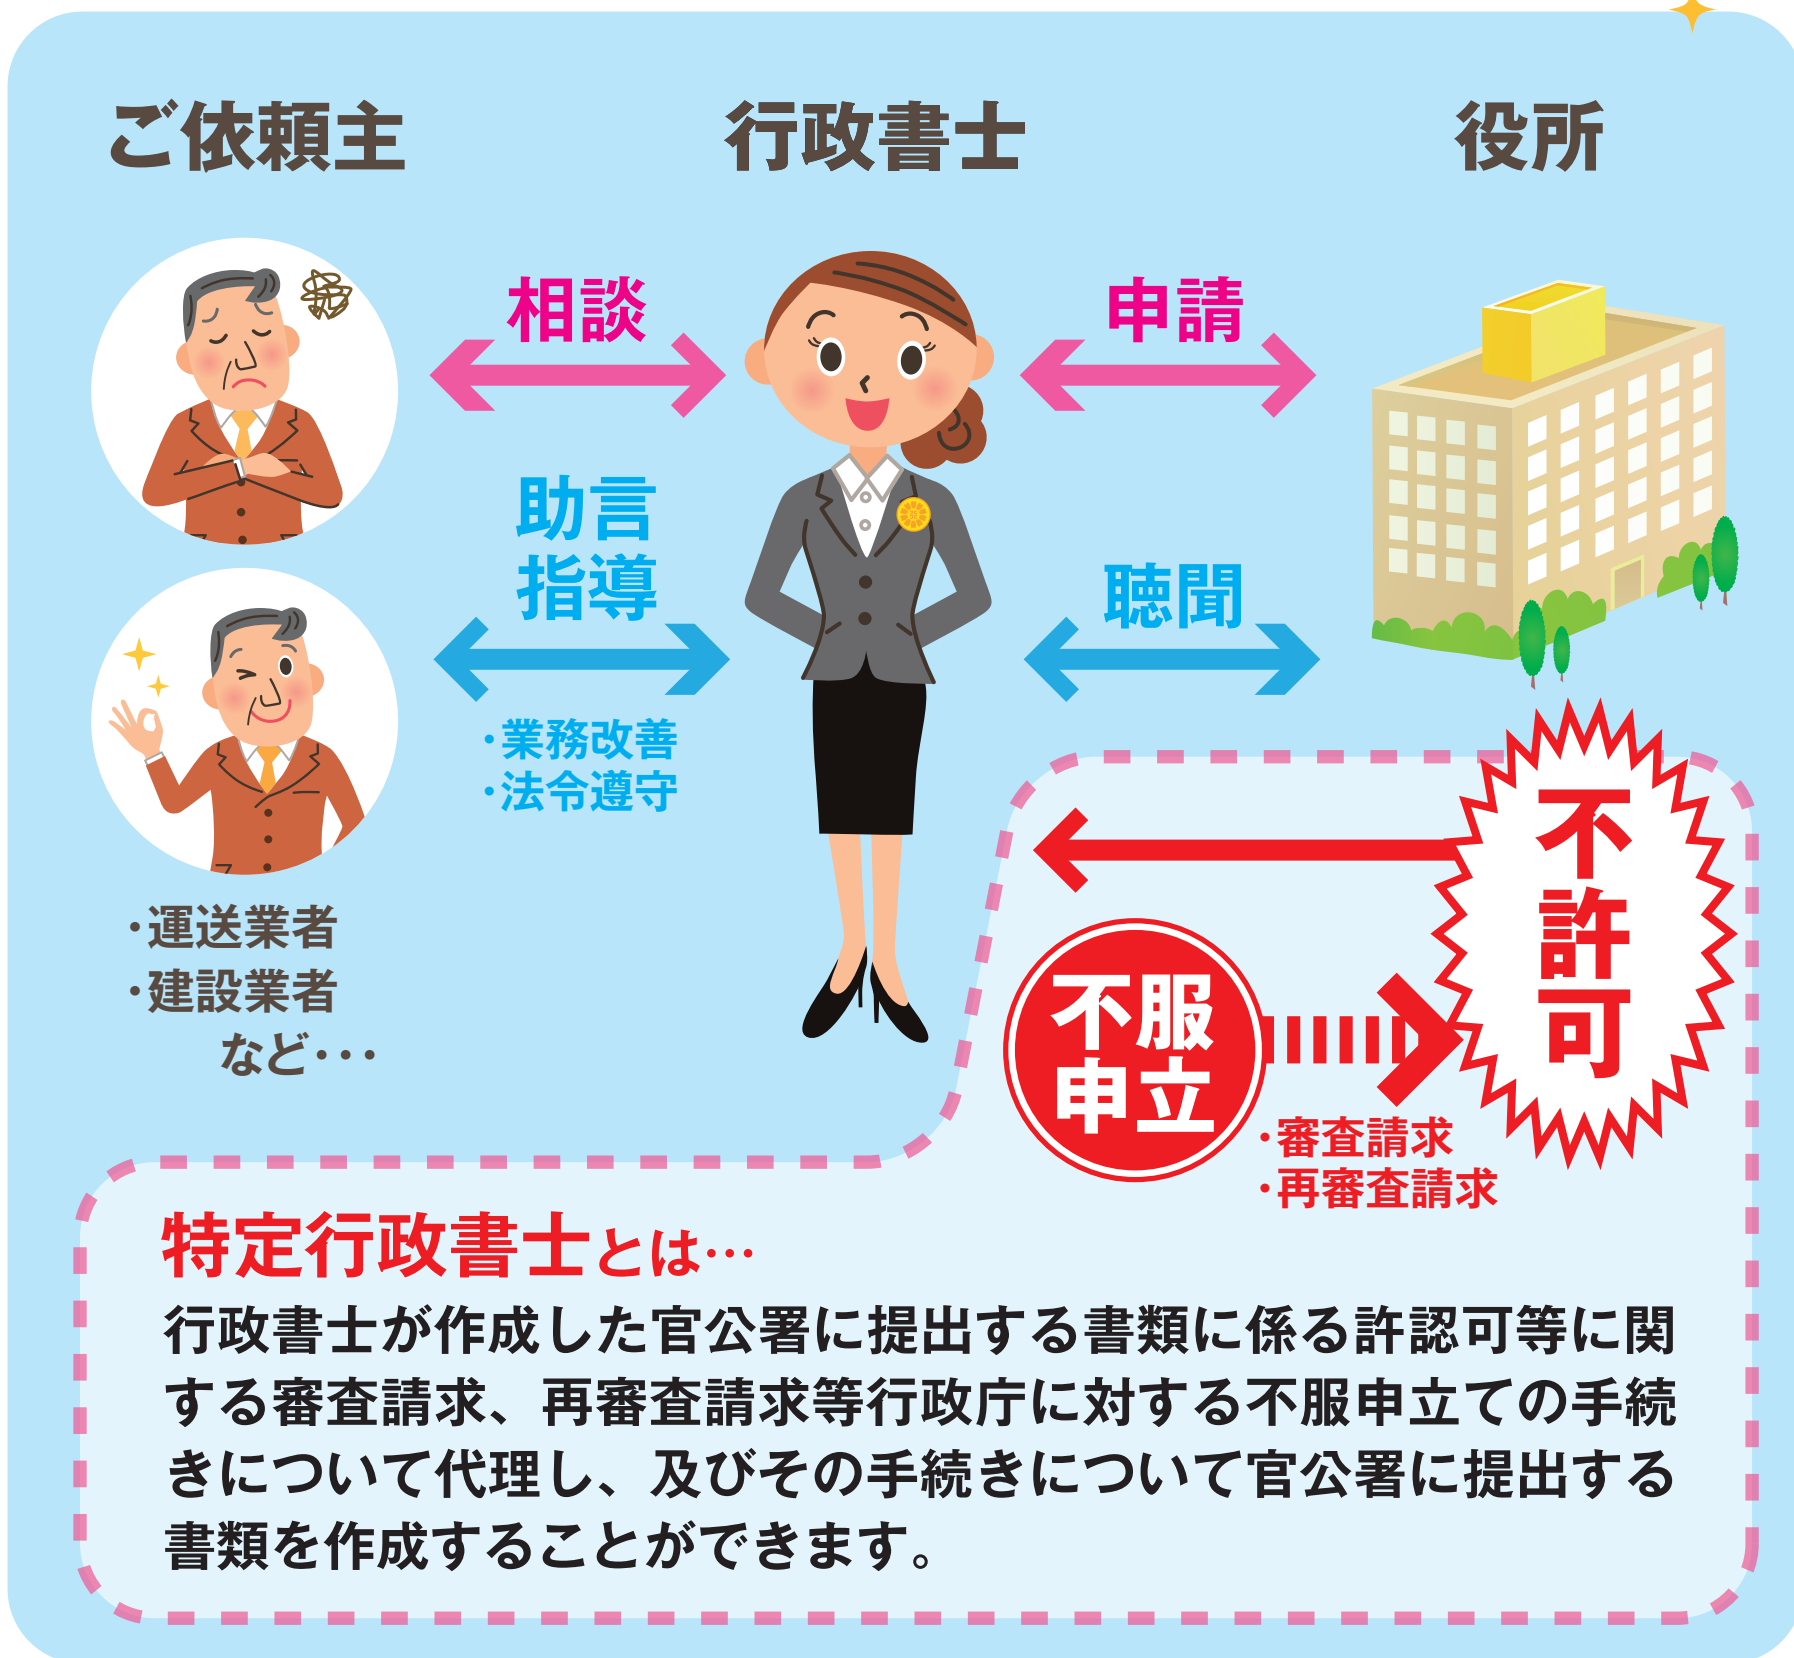 ご依頼主
行政書士
役所
相談
申請
助言
指導
聴聞
・業務改善
・法令遵守
・運送業者
・建設業者
など・・・
不許可
不服
申立
・審査請求
・再審査請求
特定行政書士とは…
行政書士が作成した官公署に提出する書類に係る許認可等に関
する審査請求、再審査請求等行政庁に対する不服申立ての手続
きについて代理し、及びその手続きについて官公署に提出する
書類を作成することができます。